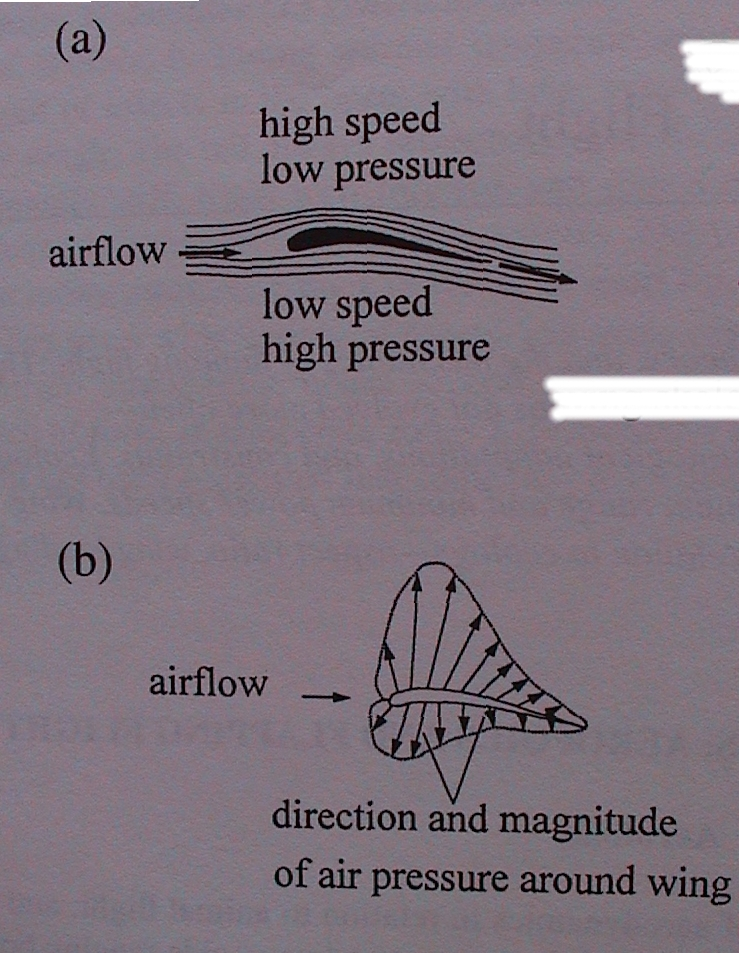 (a)
high speed
low pressure
airflow
low speed
high pressure
(b)
airflow
direction and magnitude
of air pressure around wing